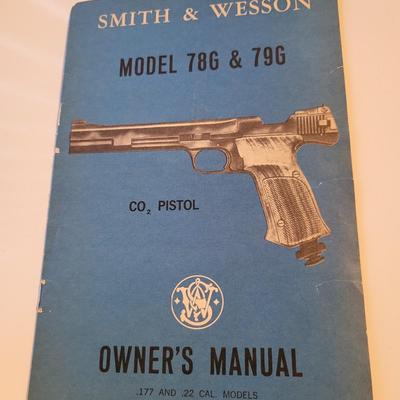 SMITH & WESSON
MODEL 78G & 79G
CO₂ PISTOL
OWNER'S MANUAL
.177 AND .22 CAL. MODELS